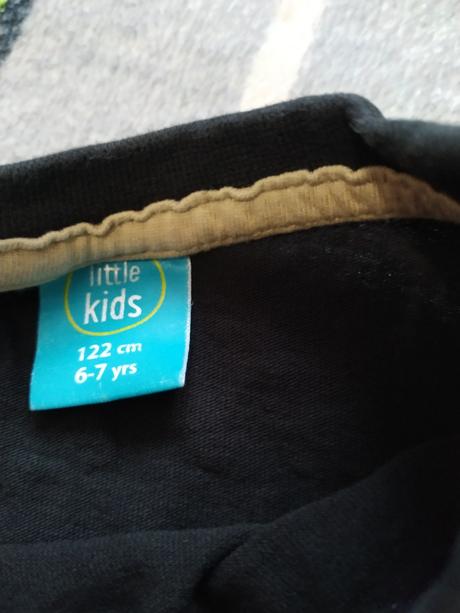 little
kids
122 cm
6-7 yrs